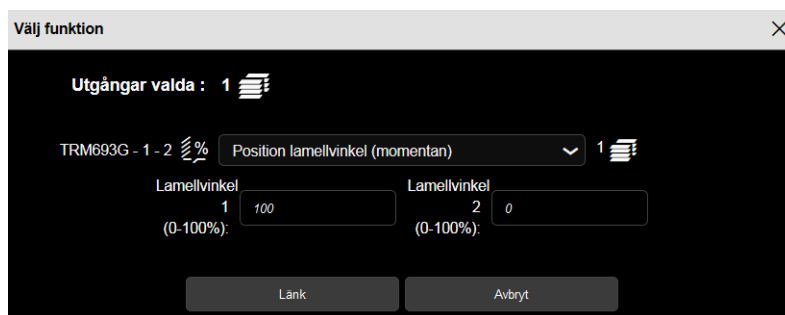 Välj funktion
Utgångar valda : 1
TRM693G - 1 - 2 % Position lamellvinkel (momentan) 1
Lamellvinkel 1 (0-100%): 100 Lamellvinkel 2 (0-100%): 0
Länk Avbryt